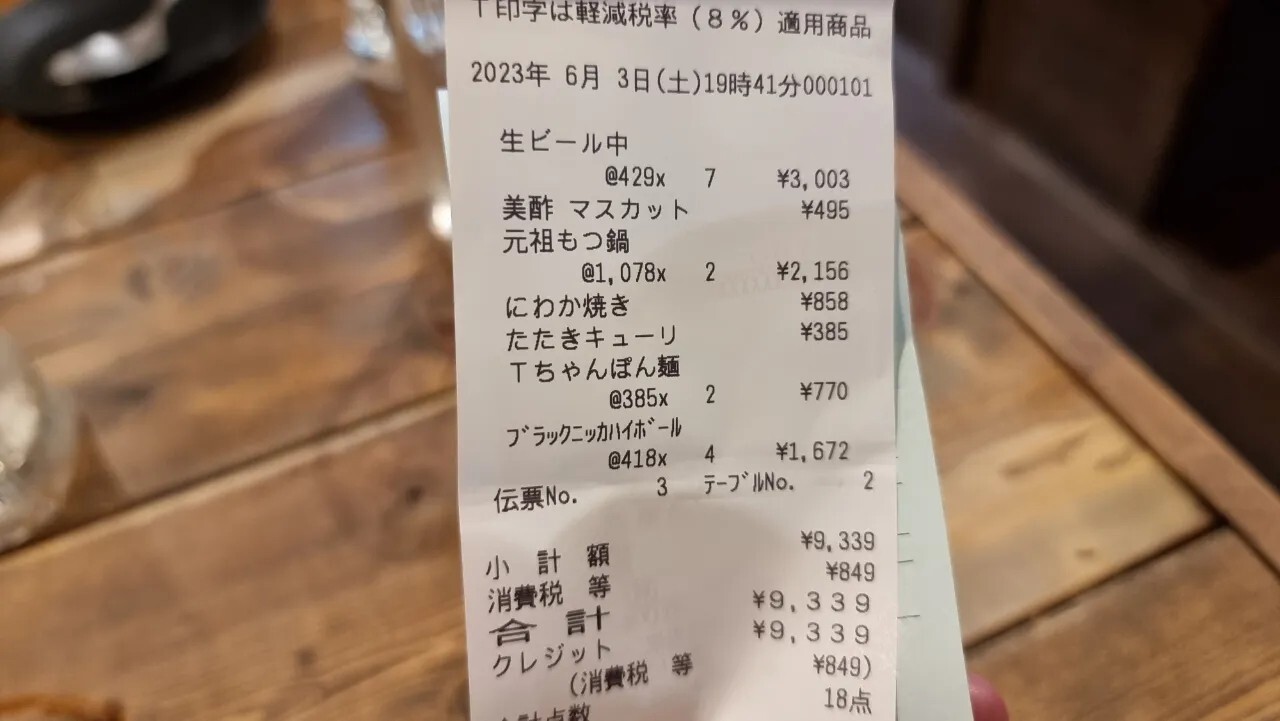 T印字は軽減税率(8%)適用商品
2023年 6月 3日(土)19時41分000101
生ビール中
@429x 7 ¥3,003
美酢 マスカット ¥495
元祖もつ鍋
@1,078x 2 ¥2,156
にわか焼き ¥858
たたきキューリ ¥385
Tちゃんぽん麺
@385x 2 ¥770
ブラックニッカハイボール
@418x 4 ¥1,672
伝票No. 3 テーブルNo. 2
小 計 額 ¥9,339
消費税 等 ¥849
合 計 ¥9,339
クレジット ¥9,339
(消費税 等 ¥849)
合計点数 18点